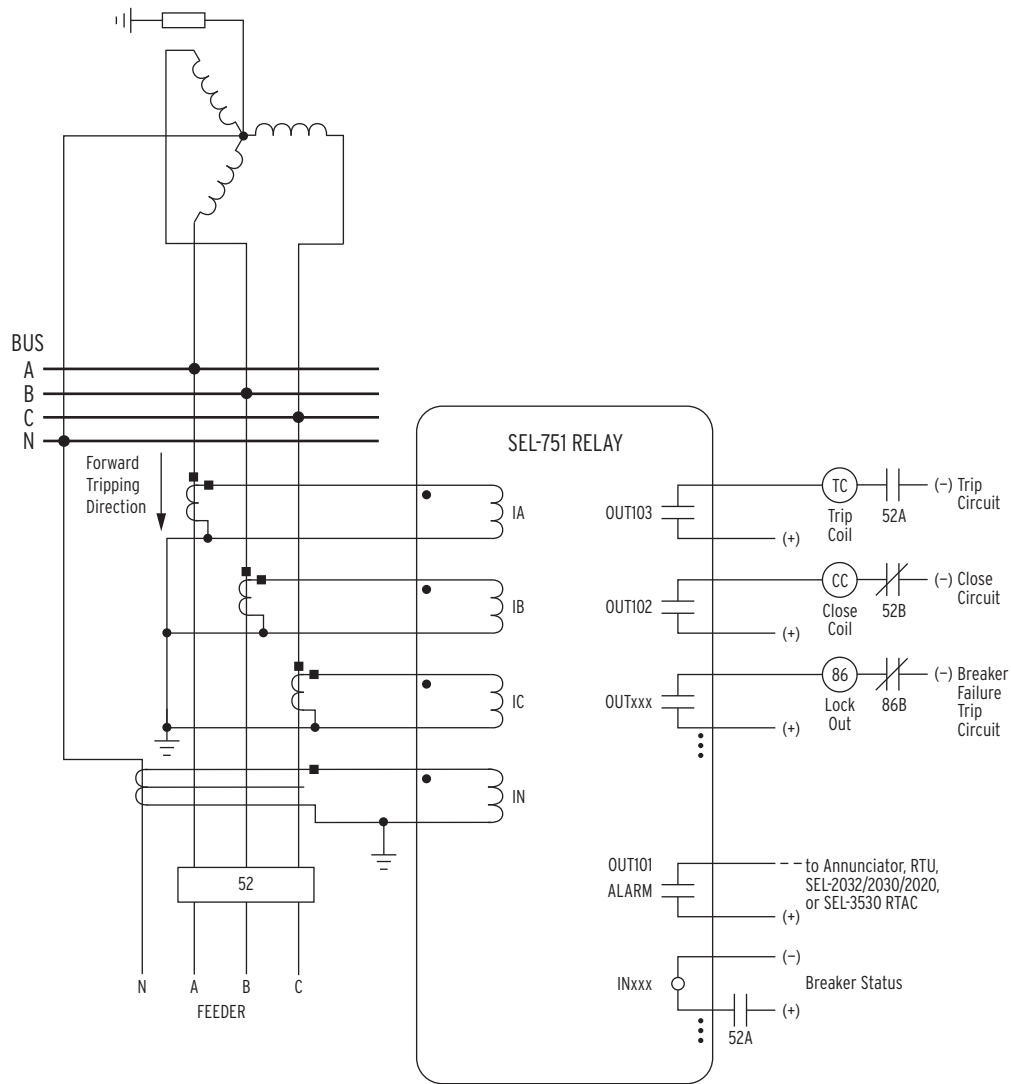 BUS
A
B
C
N
Forward
Tripping
Direction
SEL-751 RELAY
IA
IB
IC
IN
OUT103
OUT102
OUTxxx
OUT101
ALARM
INxxx
TC
Trip
Coil
52A
(–) Trip
Circuit
(+)
CC
Close
Coil
52B
(–) Close
Circuit
(+)
86
Lock
Out
86B
(–) Breaker
Failure
Trip
Circuit
(+)
to Annunciator, RTU,
SEL-2032/2030/2020,
or SEL-3530 RTAC
(+)
(–)
Breaker Status
(+)
52A
52
N A B C
FEEDER